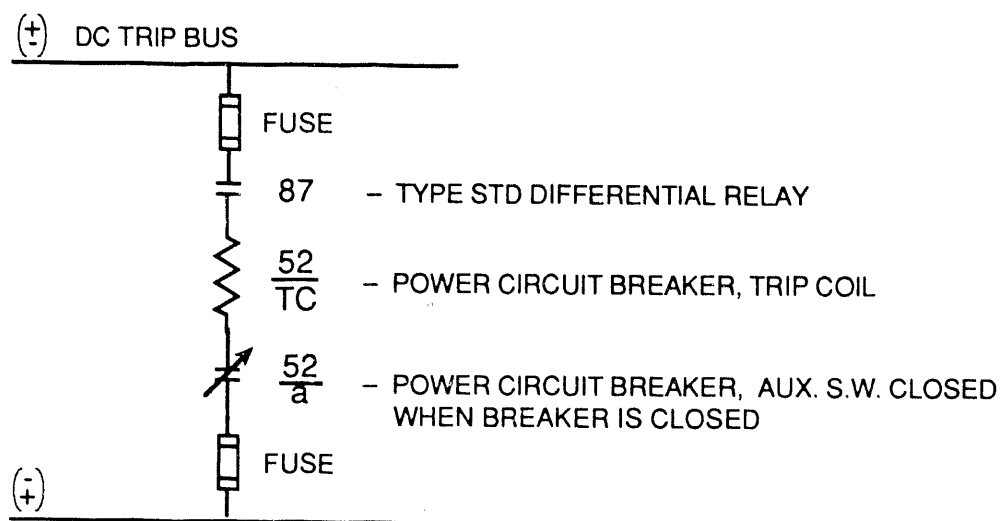 (±) DC TRIP BUS
FUSE
87 – TYPE STD DIFFERENTIAL RELAY
52/TC – POWER CIRCUIT BREAKER, TRIP COIL
52/a – POWER CIRCUIT BREAKER, AUX. S.W. CLOSED
WHEN BREAKER IS CLOSED
FUSE
(∓)